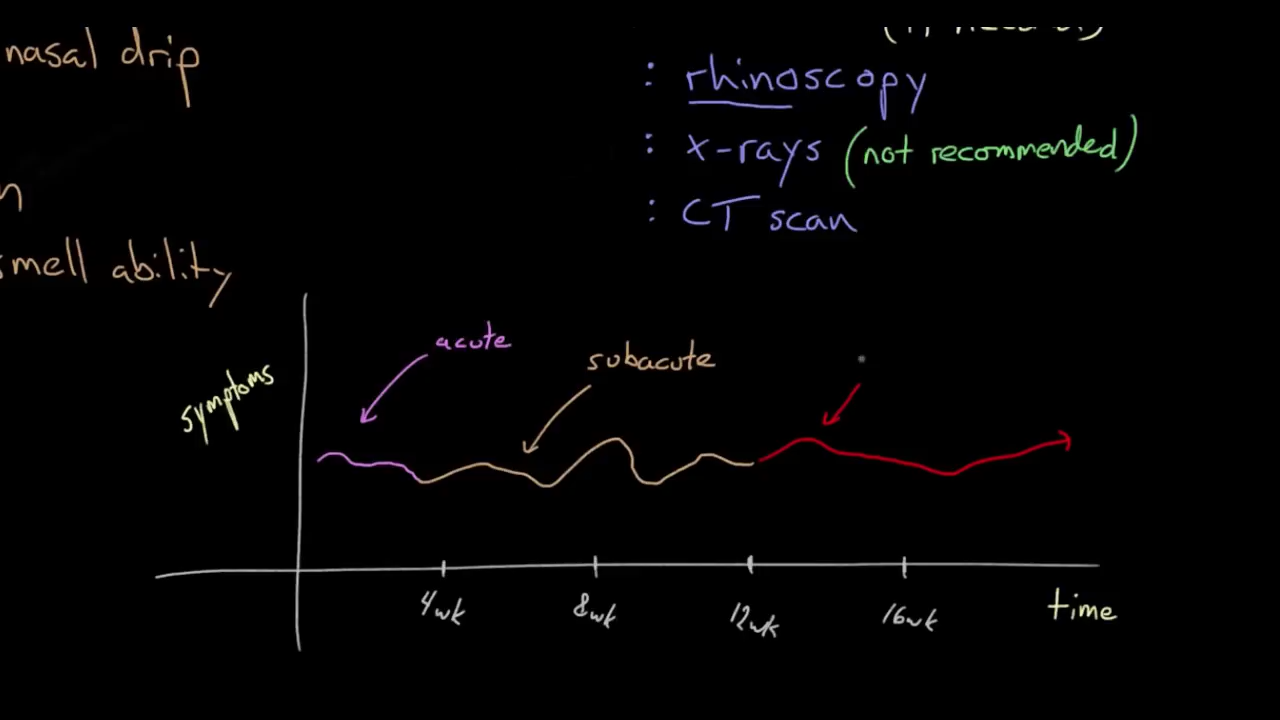 nasal drip
: rhinoscopy
: x-rays (not recommended)
n
: CT scan
smell ability
acute
subacute
symptoms
4wk 8wk 12wk 16wk time